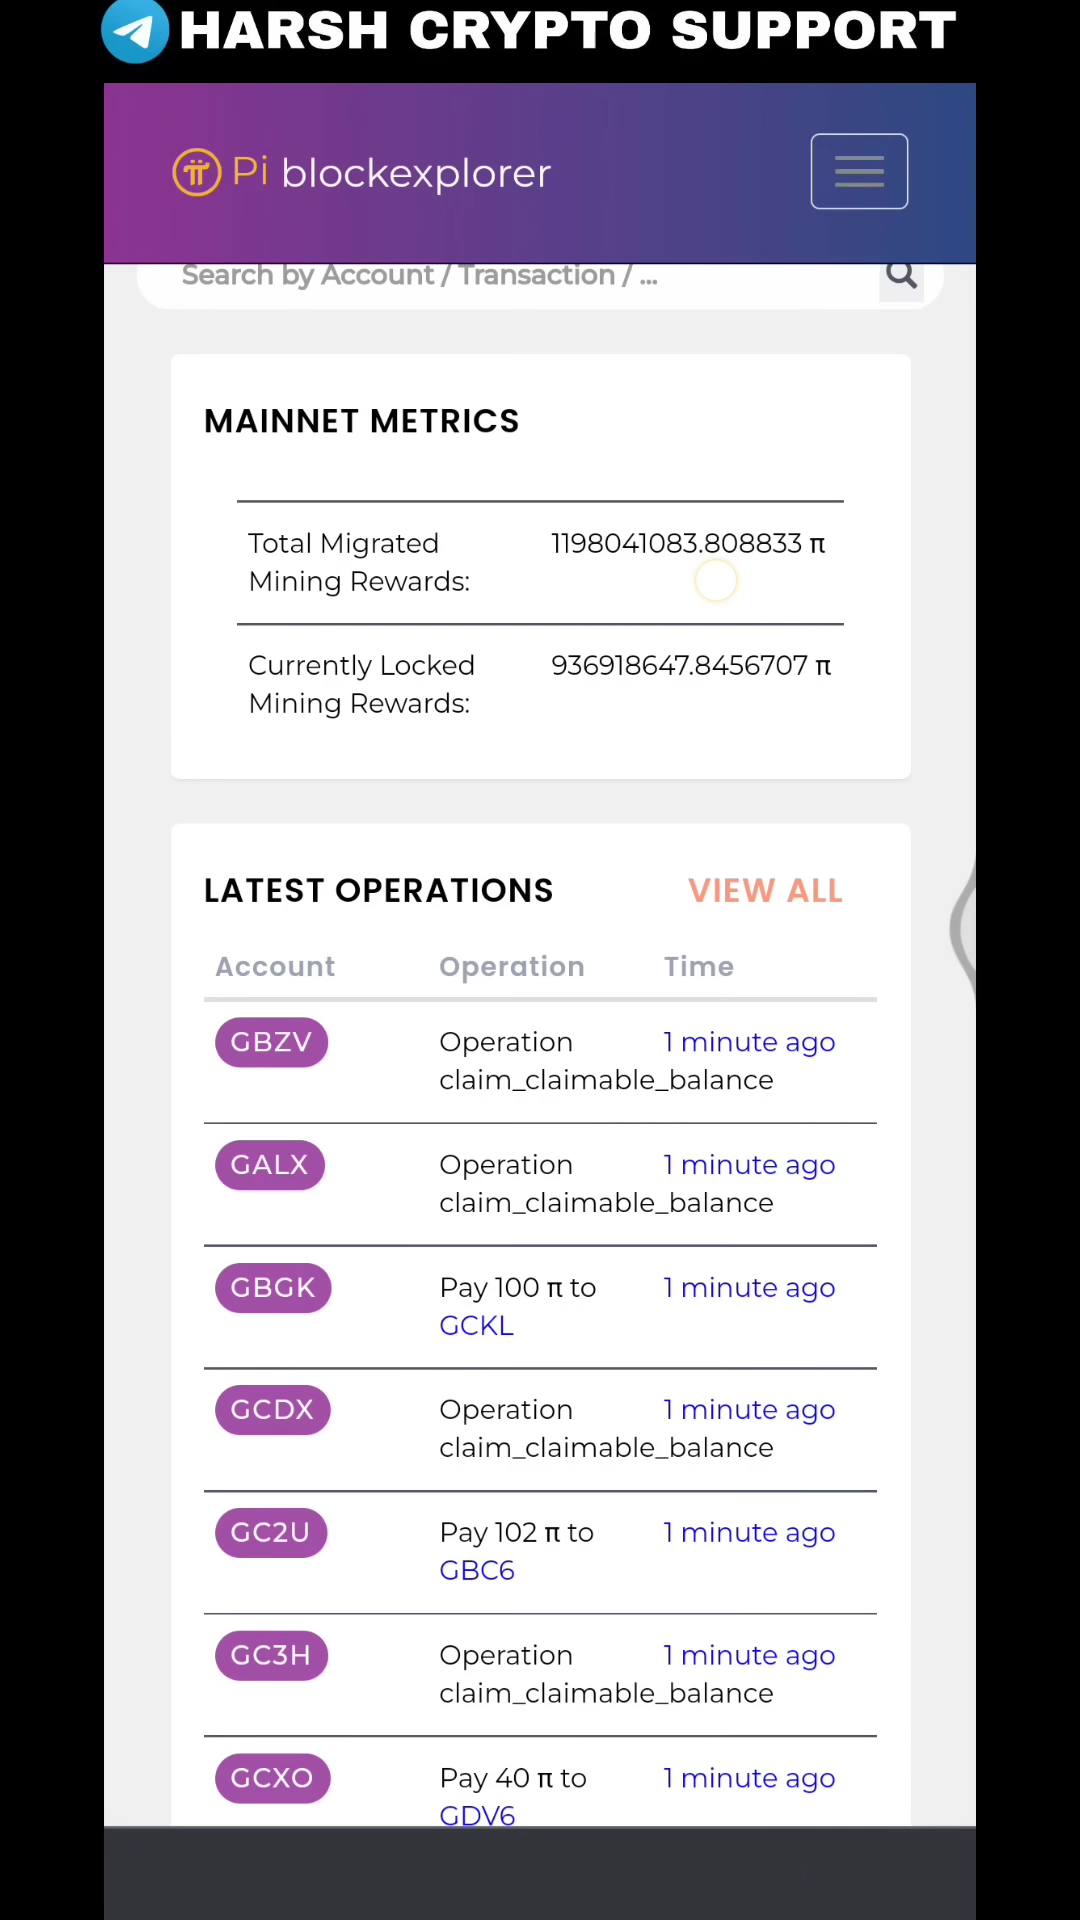 HARSH CRYPTO SUPPORT
Pi blockexplorer
Search by Account / Transaction / ...
MAINNET METRICS
Total Migrated
Mining Rewards:
1198041083.808833 π
Currently Locked
Mining Rewards:
936918647.8456707 π
LATEST OPERATIONS VIEW ALL
Account Operation Time
GBZV Operation 1 minute ago
claim_claimable_balance
GALX Operation 1 minute ago
claim_claimable_balance
GBGK Pay 100 π to 1 minute ago
GCKL
GCDX Operation 1 minute ago
claim_claimable_balance
GC2U Pay 102 π to 1 minute ago
GBC6
GC3H Operation 1 minute ago
claim_claimable_balance
GCXO Pay 40 π to 1 minute ago
GDV6